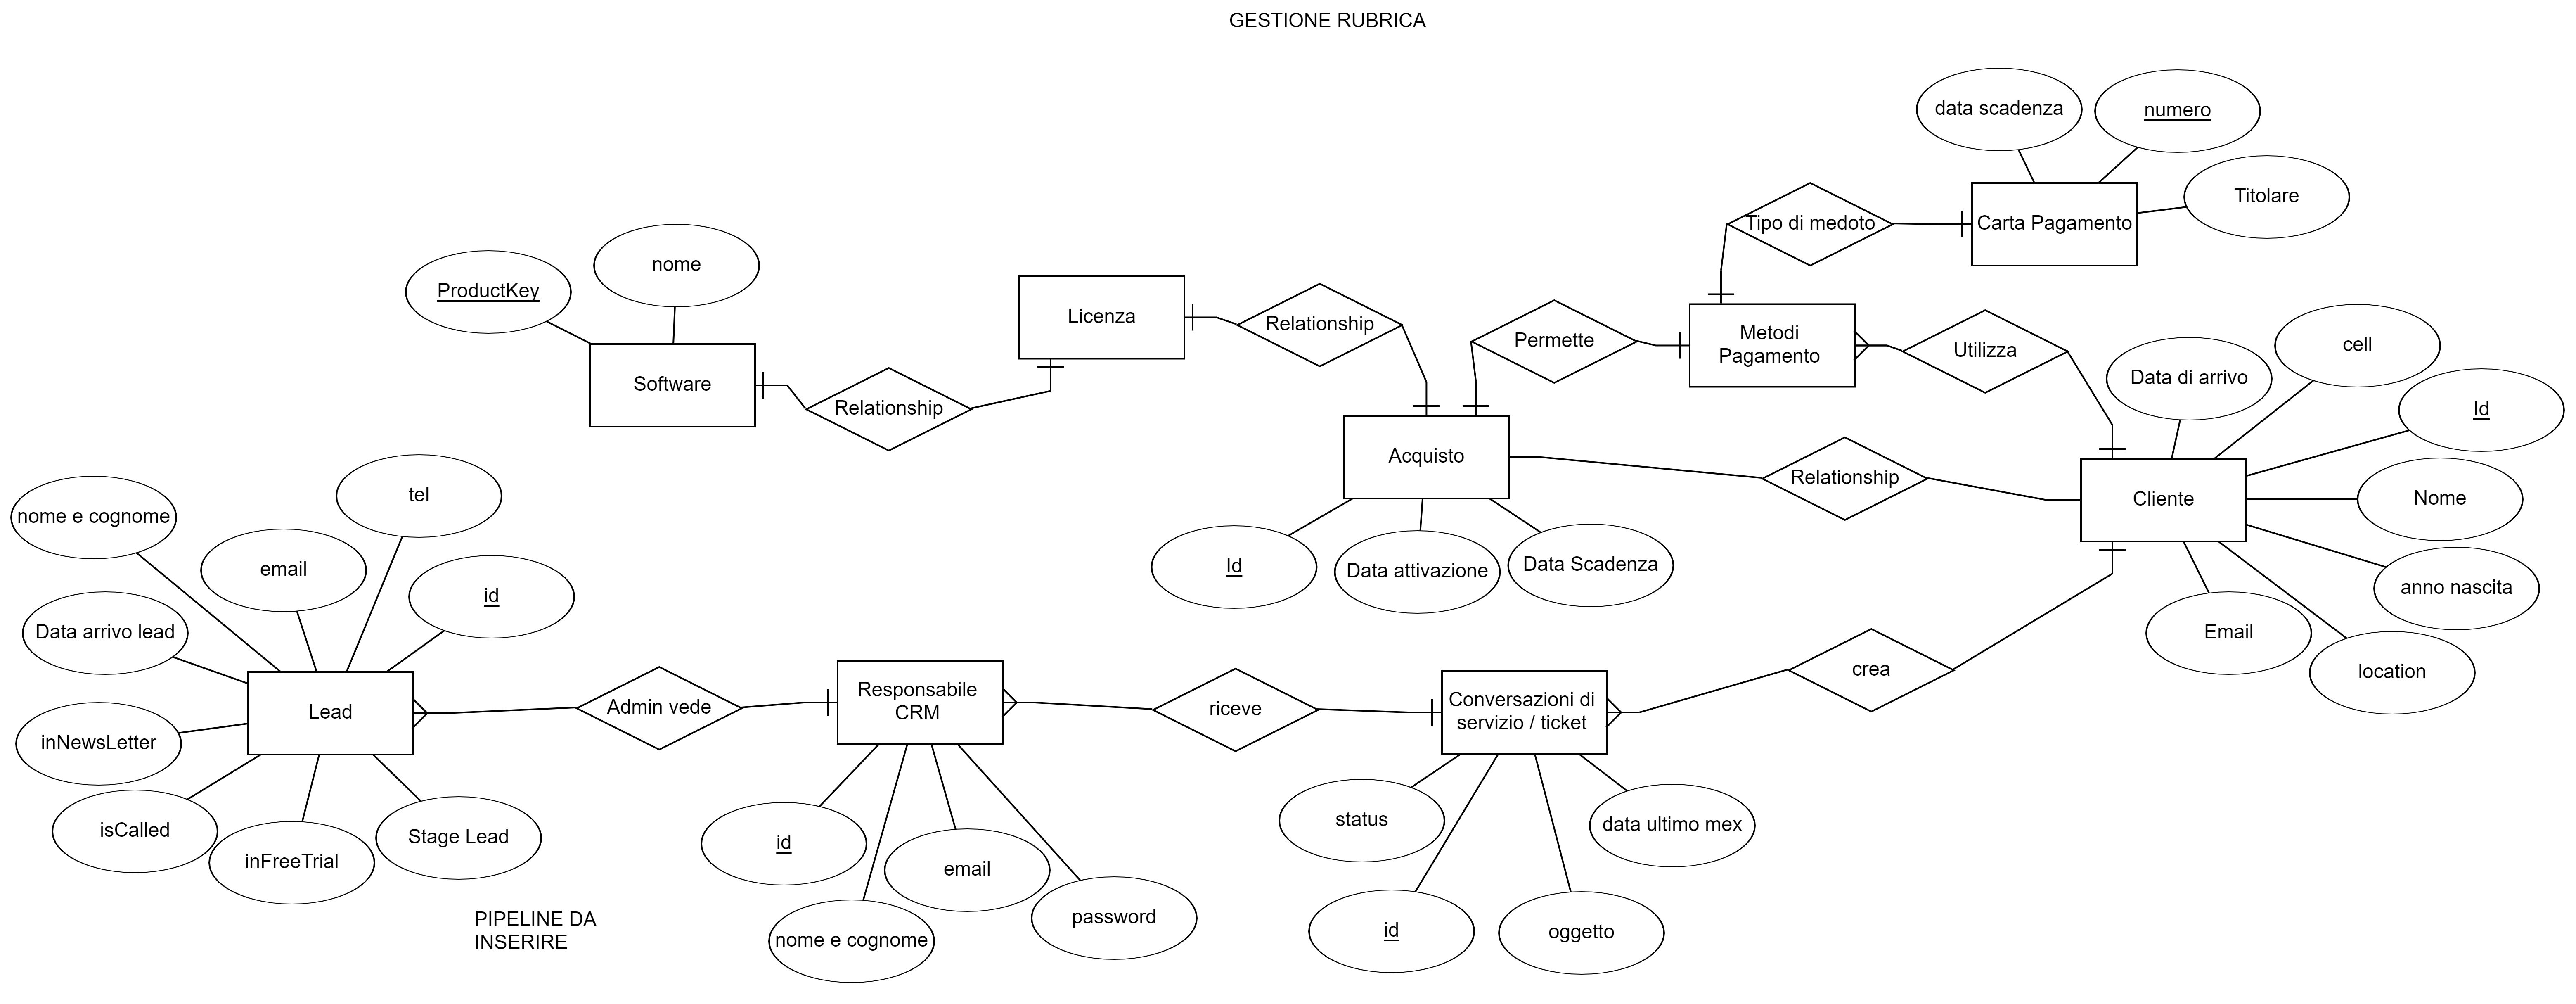 GESTIONE RUBRICA
data scadenza
numero
Titolare
Tipo di medoto
Carta Pagamento
nome
ProductKey
Licenza
Relationship
Permette
Metodi
Pagamento
Utilizza
cell
Data di arrivo
Id
Software
Relationship
Acquisto
Relationship
Cliente
Nome
tel
nome e cognome
email
id
Id
Data attivazione
Data Scadenza
anno nascita
Email
location
Data arrivo lead
Lead
Admin vede
Responsabile
CRM
riceve
Conversazioni di
servizio / ticket
crea
inNewsLetter
isCalled
inFreeTrial
Stage Lead
id
email
nome e cognome
password
status
data ultimo mex
id
oggetto
PIPELINE DA
INSERIRE